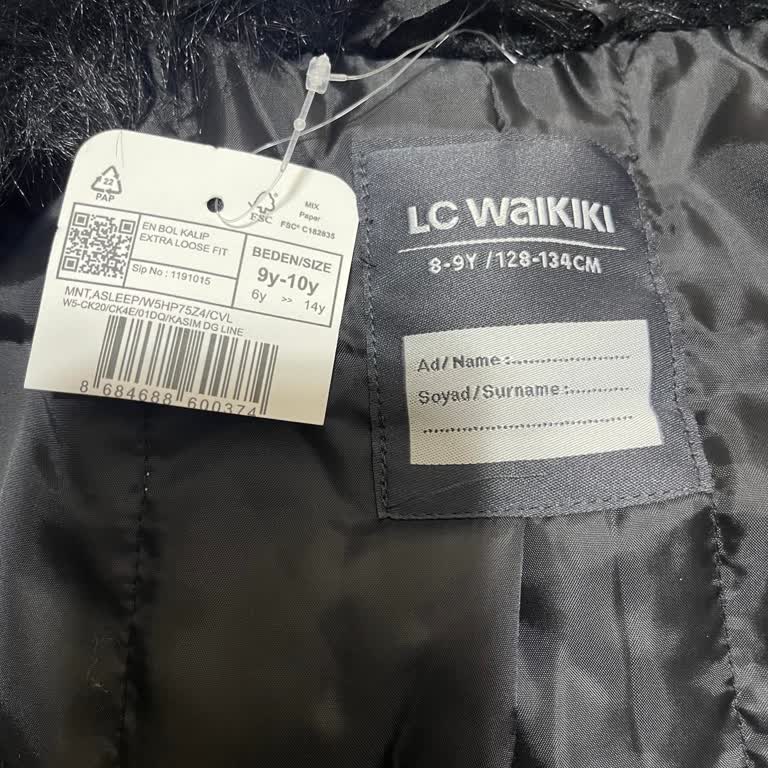 22
PAP
FSC
MIX
Paper
FSC® C182835
EN BOL KALIP
EXTRA LOOSE FIT
Sip No : 1191015
BEDEN/SIZE
9y-10y
6y >> 14y
MNT,ASLEEP/W5HP75Z4/CVL
W5-CK20/CK4E/01DQ/KASIM DG LINE
8 684688 600374
LC WAIKIKI
8-9Y /128-134CM
Ad/Name:....................
Soyad/Surname:..........
....................................